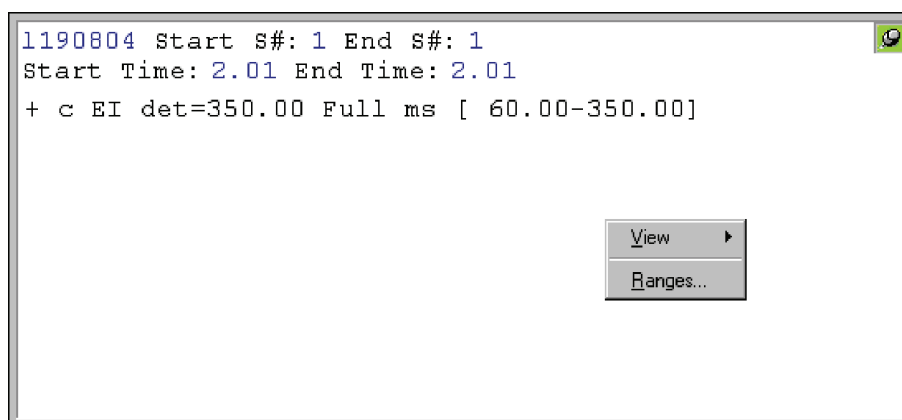 l190804 Start S#: 1 End S#: 1
Start Time: 2.01 End Time: 2.01
+ c EI det=350.00 Full ms [ 60.00-350.00]
View
Ranges...